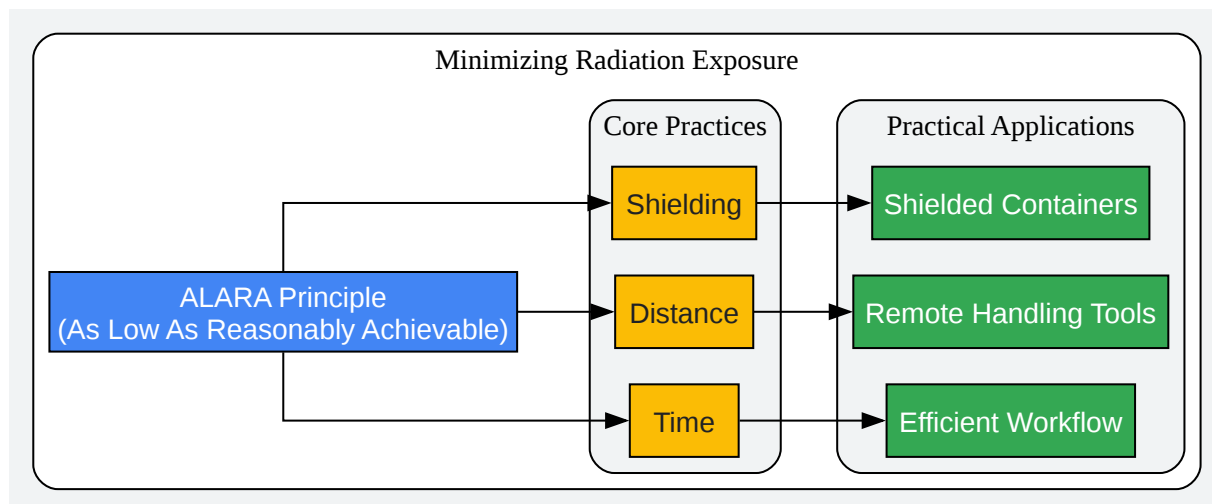 Minimizing Radiation Exposure
Core Practices
Practical Applications
Shielding
Shielded Containers
ALARA Principle
(As Low As Reasonably Achievable)
Distance
Remote Handling Tools
Time
Efficient Workflow